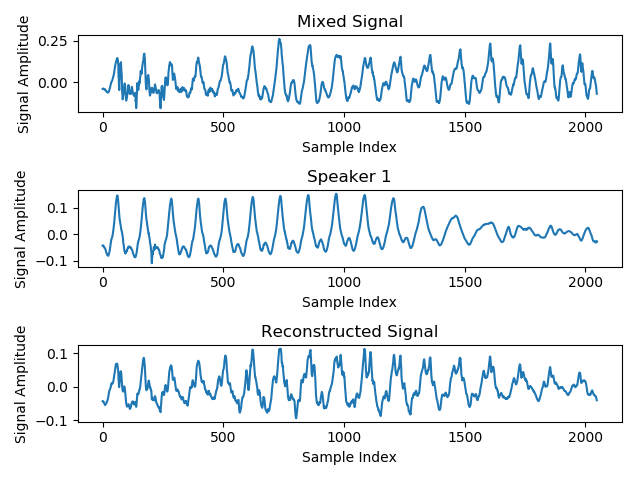 Mixed Signal
Signal Amplitude
0.25
0.00
0 500 1000 1500 2000
Sample Index
Speaker 1
Signal Amplitude
0.1
0.0
−0.1
0 500 1000 1500 2000
Sample Index
Reconstructed Signal
Signal Amplitude
0.1
0.0
−0.1
0 500 1000 1500 2000
Sample Index